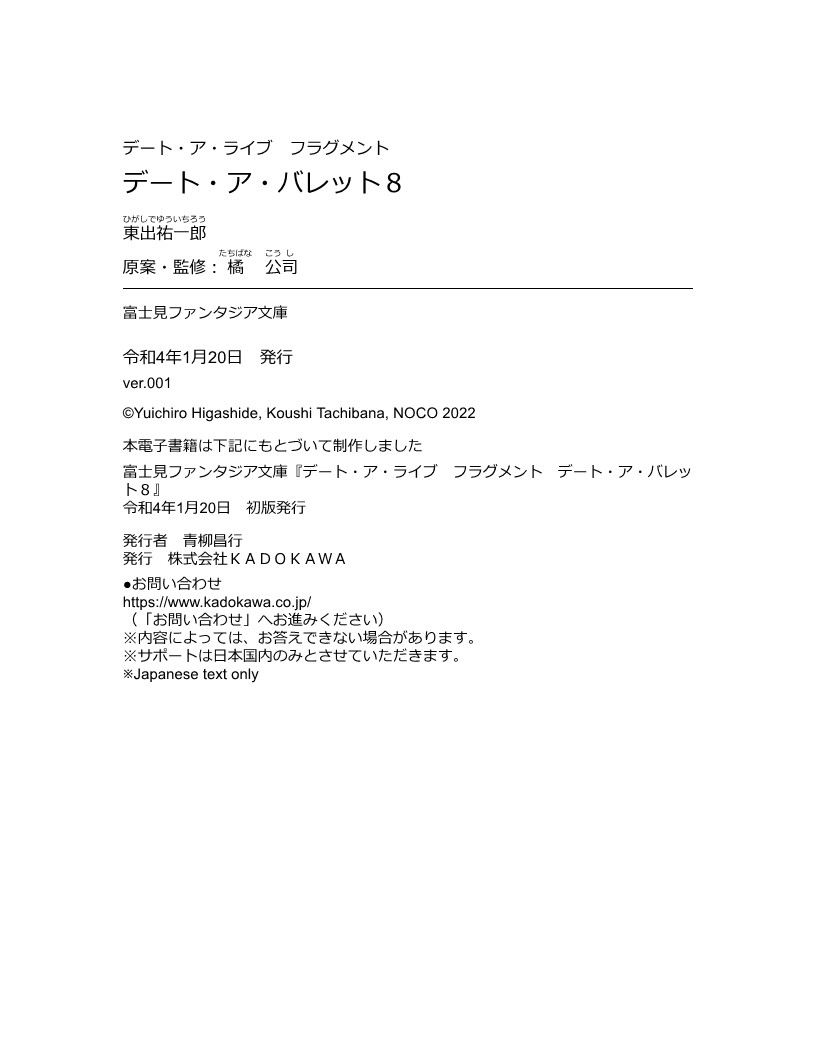 デート・ア・ライブ　フラグメント
デート・ア・バレット８
ひがしでゆういちろう
東出祐一郎
たちばな　こうし
原案・監修：橘　公司
富士見ファンタジア文庫
令和4年1月20日　発行
ver.001
©Yuichiro Higashide, Koushi Tachibana, NOCO 2022
本電子書籍は下記にもとづいて制作しました
富士見ファンタジア文庫『デート・ア・ライブ　フラグメント　デート・ア・バレッ
ト８』
令和4年1月20日　初版発行
発行者　青柳昌行
発行　株式会社ＫＡＤＯＫＡＷＡ
●お問い合わせ
https://www.kadokawa.co.jp/
（「お問い合わせ」へお進みください）
※内容によっては、お答えできない場合があります。
※サポートは日本国内のみとさせていただきます。
※Japanese text only